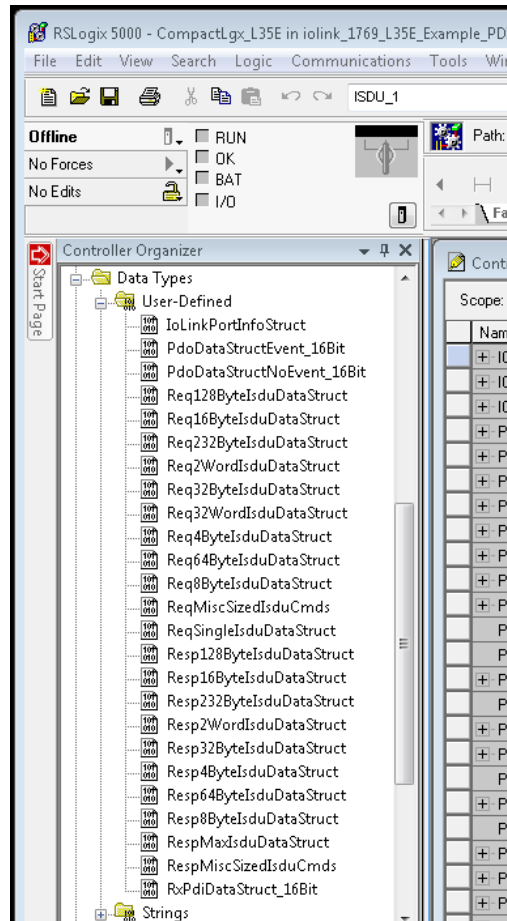 RSLogix 5000 - CompactLgx_L35E in iolink_1769_L35E_Example_PD
File Edit View Search Logic Communications Tools Wi
ISDU_1
Offline
RUN
Path:
No Forces
OK
No Edits
BAT
I/O
Fa
Start Page
Controller Organizer
Cont
Data Types
User-Defined
Scope:
IoLinkPortInfoStruct
Nam
PdoDataStructEvent_16Bit
PdoDataStructNoEvent_16Bit
Req128ByteIsduDataStruct
Req16ByteIsduDataStruct
Req232ByteIsduDataStruct
Req2WordIsduDataStruct
Req32ByteIsduDataStruct
Req32WordIsduDataStruct
Req4ByteIsduDataStruct
Req64ByteIsduDataStruct
Req8ByteIsduDataStruct
ReqMiscSizedIsduCmds
ReqSingleIsduDataStruct
Resp128ByteIsduDataStruct
Resp16ByteIsduDataStruct
Resp232ByteIsduDataStruct
Resp2WordIsduDataStruct
Resp32ByteIsduDataStruct
Resp4ByteIsduDataStruct
Resp64ByteIsduDataStruct
Resp8ByteIsduDataStruct
RespMaxIsduDataStruct
RespMiscSizedIsduCmds
RxPdiDataStruct_16Bit
Strings